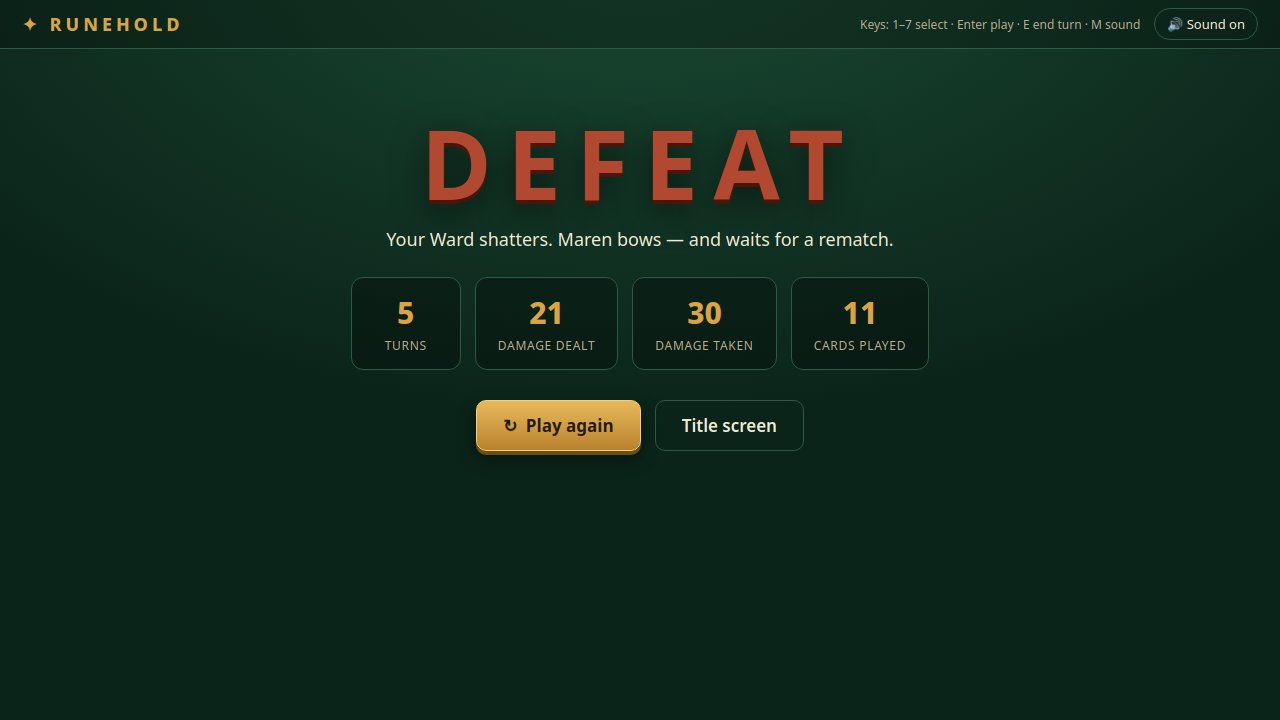 ✦ RUNEHOLD
Keys: 1–7 select · Enter play · E end turn · M sound
🔊 Sound on
DEFEAT
Your Ward shatters. Maren bows — and waits for a rematch.
5
TURNS
21
DAMAGE DEALT
30
DAMAGE TAKEN
11
CARDS PLAYED
↻ Play again
Title screen